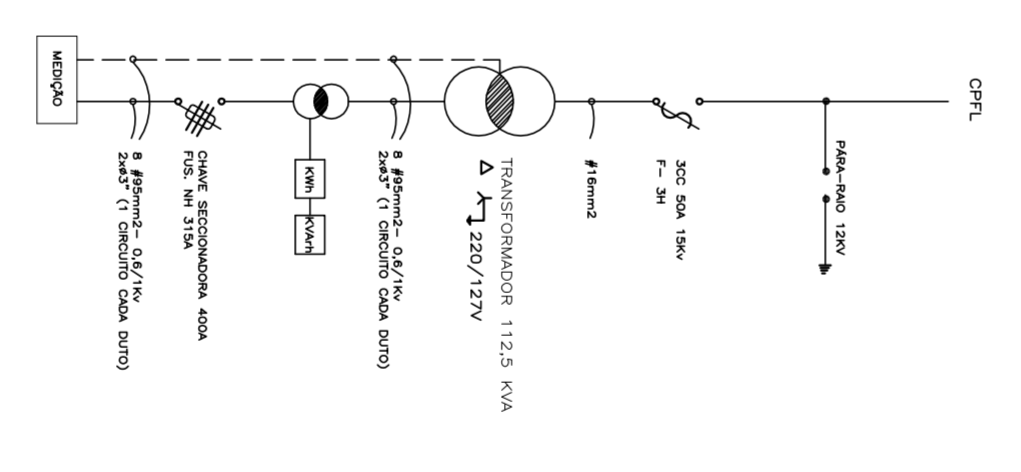 CPFL
PÁRA-RAIO 12KV
3CC 50A 15Kv
F- 3H
#16mm2
TRANSFORMADOR 112,5 KVA
220/127V
8 #95mm2- 0,6/1Kv
2xø3" (1 CIRCUITO CADA DUTO)
KWh
KVArh
CHAVE SECCIONADORA 400A
FUS. NH 315A
8 #95mm2- 0,6/1Kv
2xø3" (1 CIRCUITO CADA DUTO)
MEDIÇÃO